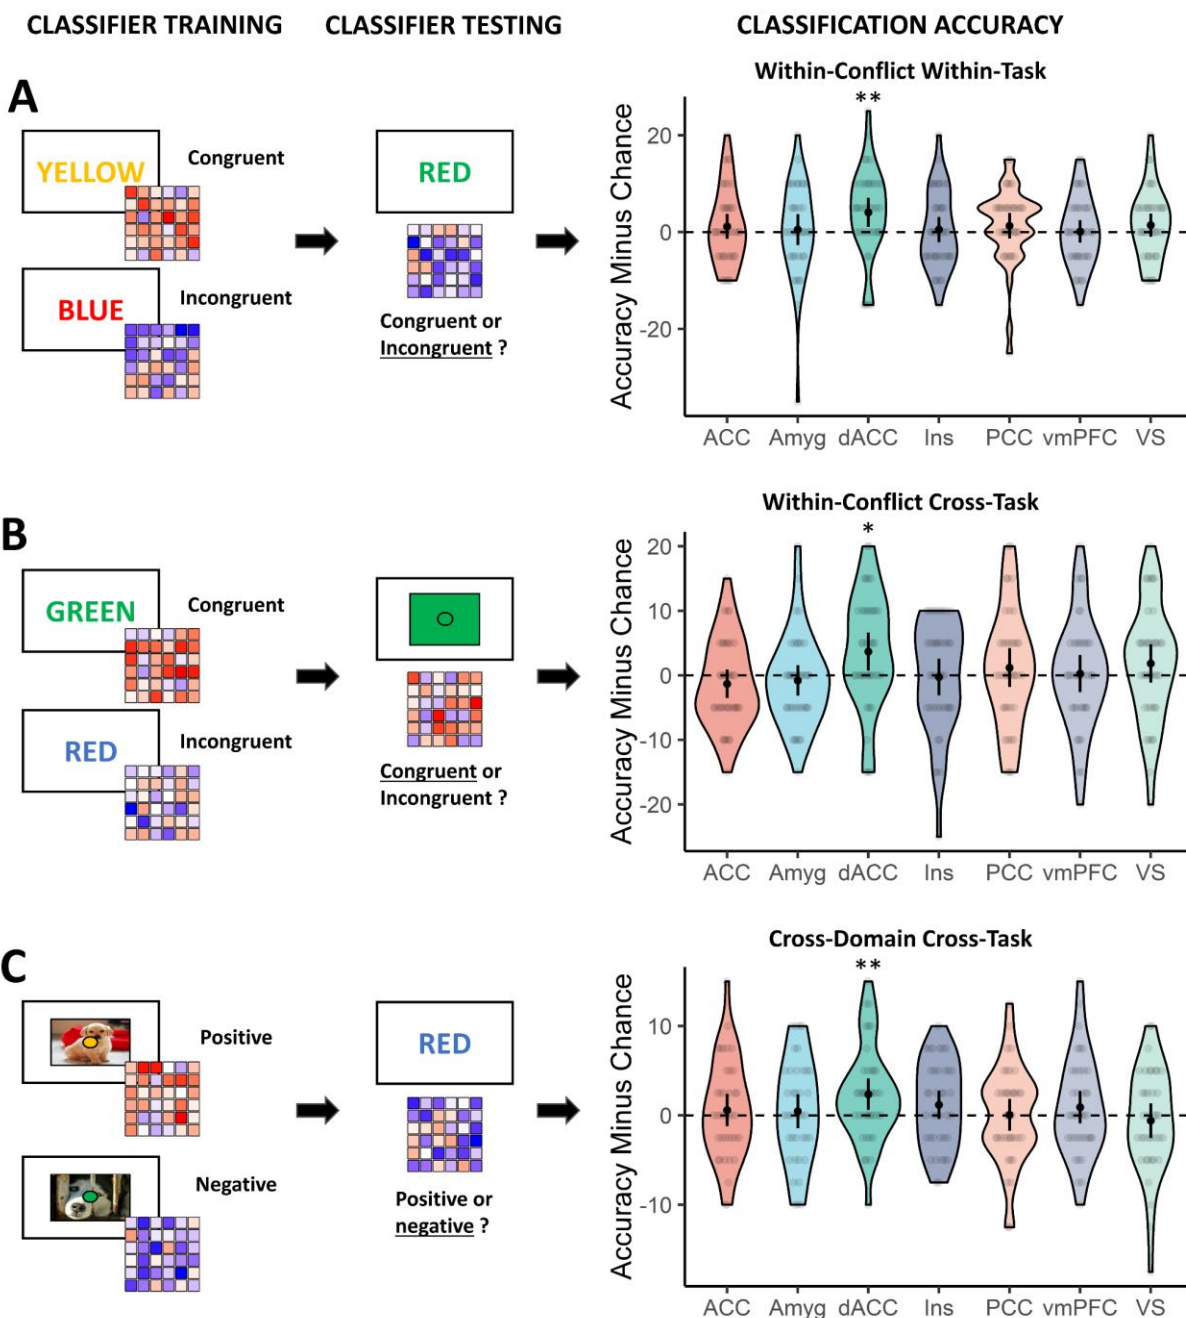 CLASSIFIER TRAINING
CLASSIFIER TESTING
CLASSIFICATION ACCURACY
A
YELLOW
Congruent
BLUE
Incongruent
RED
Congruent or
Incongruent ?
Within-Conflict Within-Task
**
Accuracy Minus Chance
20
0
-20
ACC Amyg dACC Ins PCC vmPFC VS
B
GREEN
Congruent
RED
Incongruent
Congruent or
Incongruent ?
Within-Conflict Cross-Task
*
Accuracy Minus Chance
20
10
0
-10
-20
ACC Amyg dACC Ins PCC vmPFC VS
C
Positive
Negative
RED
Positive or
negative ?
Cross-Domain Cross-Task
**
Accuracy Minus Chance
10
0
-10
ACC Amyg dACC Ins PCC vmPFC VS